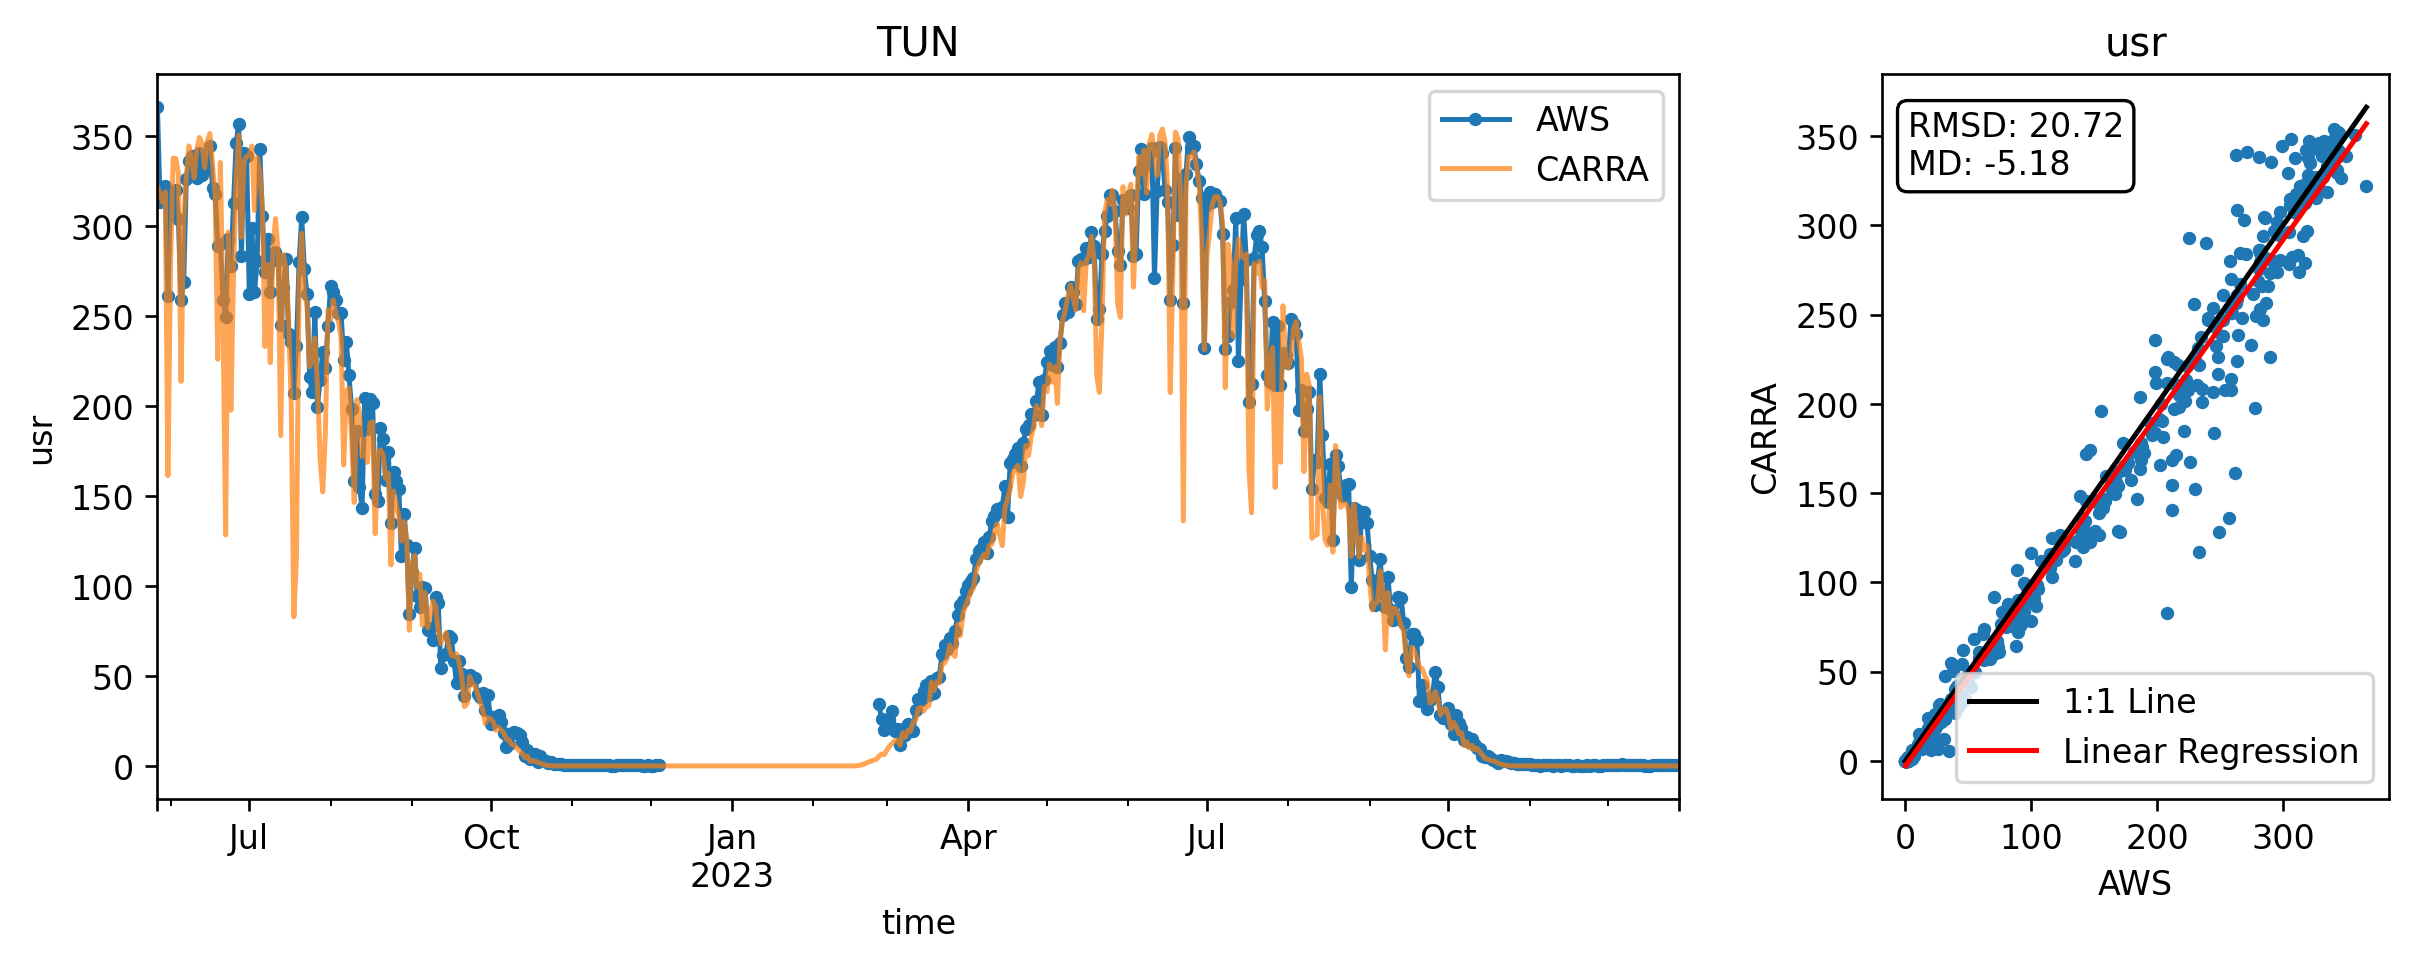 TUN
usr
350
300
250
200
150
100
50
0
AWS
CARRA
Jul
Oct
Jan
2023
Apr
Jul
Oct
time
usr
RMSD: 20.72
MD: -5.18
CARRA
350
300
250
200
150
100
50
0
1:1 Line
Linear Regression
0
100
200
300
AWS